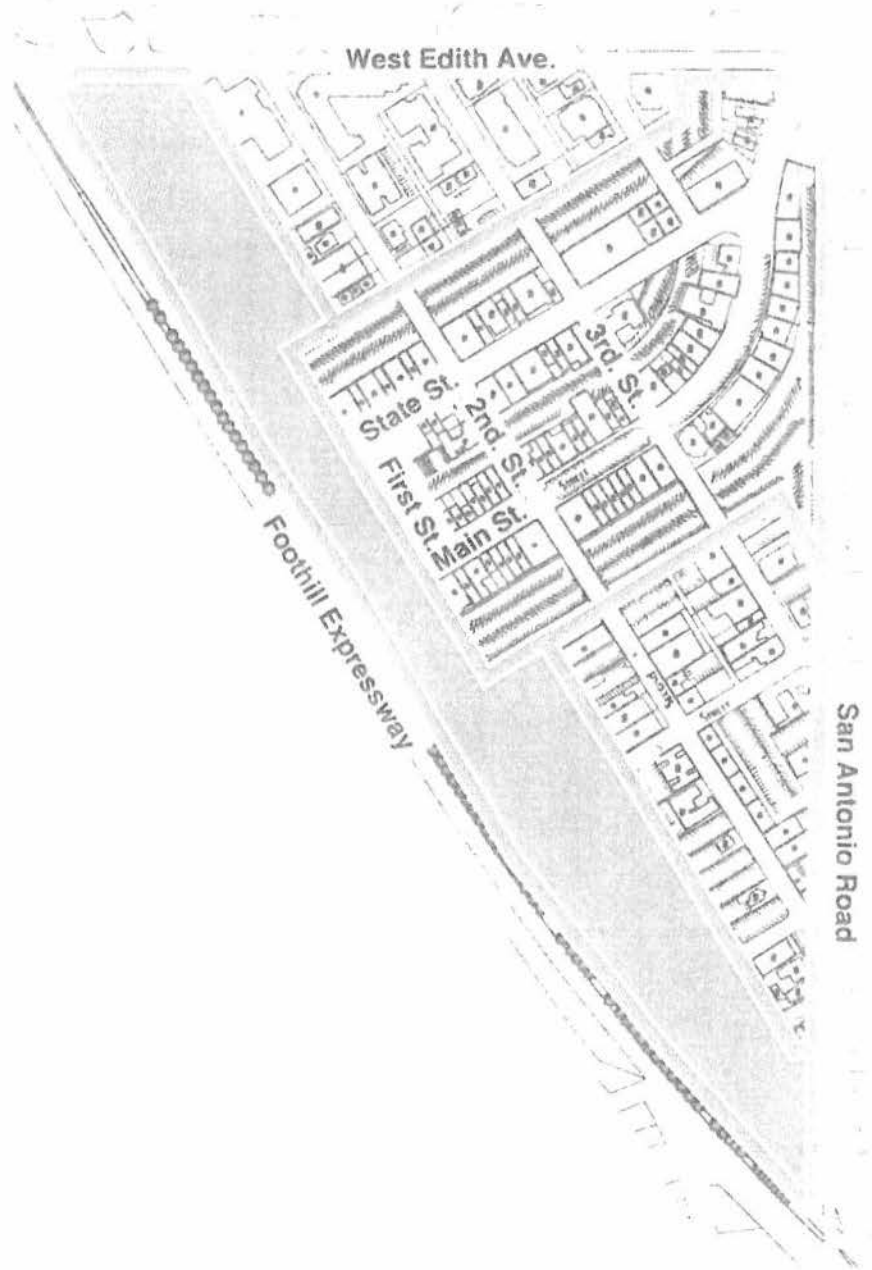 West Edith Ave.
3rd. St.
State St.
2nd. St.
First St.
Main St.
Foothill Expressway
San Antonio Road